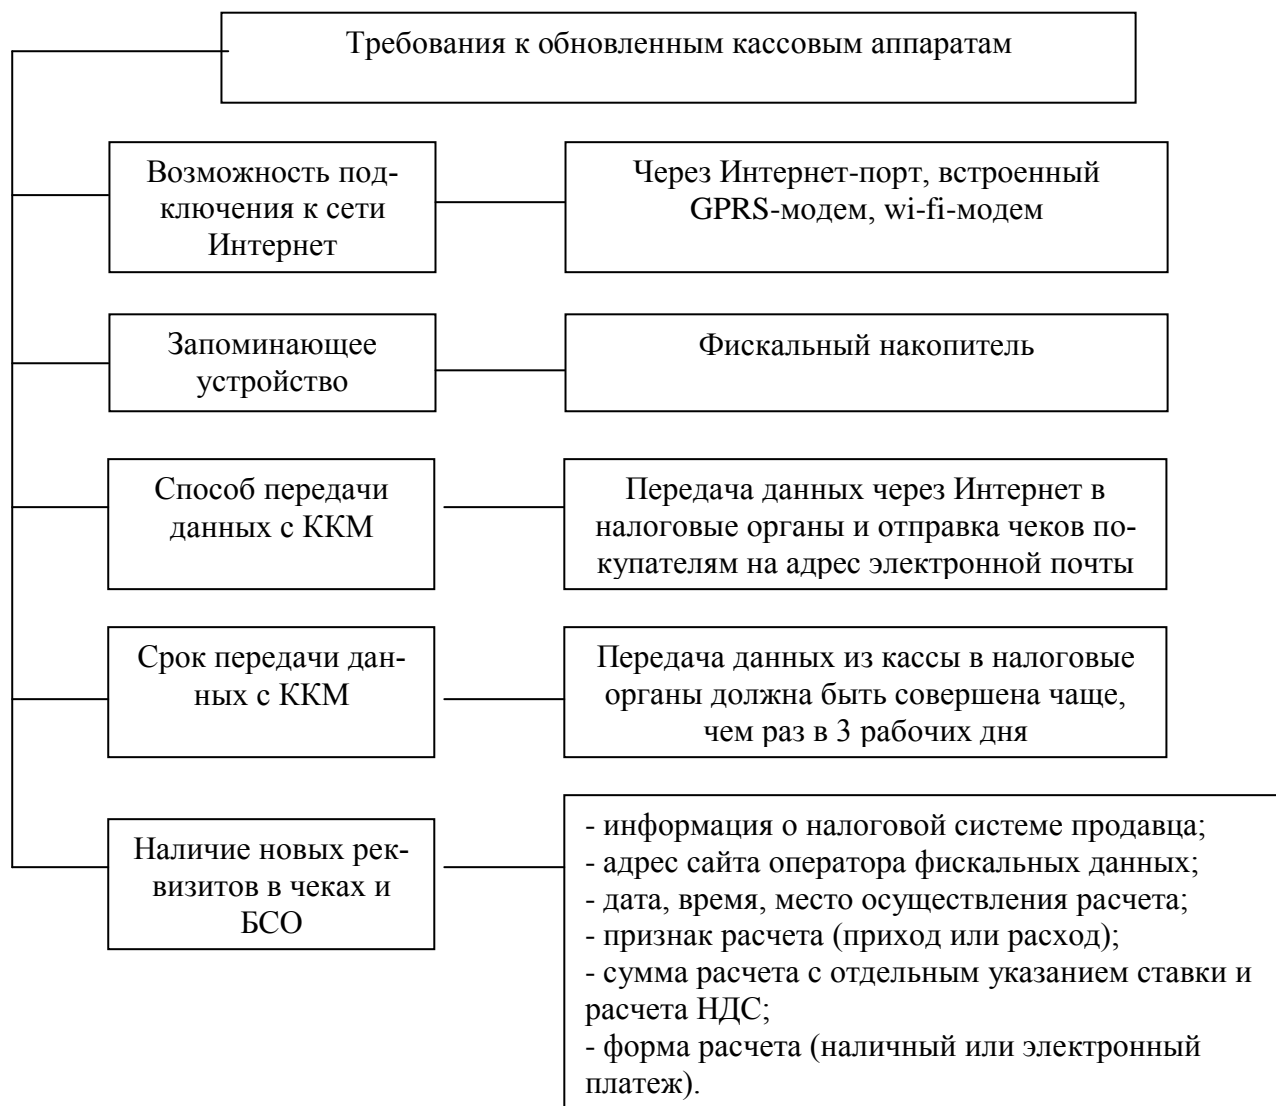 Требования к обновленным кассовым аппаратам
Возможность под-
ключения к сети
Интернет
Через Интернет-порт, встроенный
GPRS-модем, wi-fi-модем
Запоминающее
устройство
Фискальный накопитель
Способ передачи
данных с ККМ
Передача данных через Интернет в
налоговые органы и отправка чеков по-
купателям на адрес электронной почты
Срок передачи дан-
ных с ККМ
Передача данных из кассы в налоговые
органы должна быть совершена чаще,
чем раз в 3 рабочих дня
Наличие новых рек-
визитов в чеках и
БСО
- информация о налоговой системе продавца;
- адрес сайта оператора фискальных данных;
- дата, время, место осуществления расчета;
- признак расчета (приход или расход);
- сумма расчета с отдельным указанием ставки и
расчета НДС;
- форма расчета (наличный или электронный
платеж).